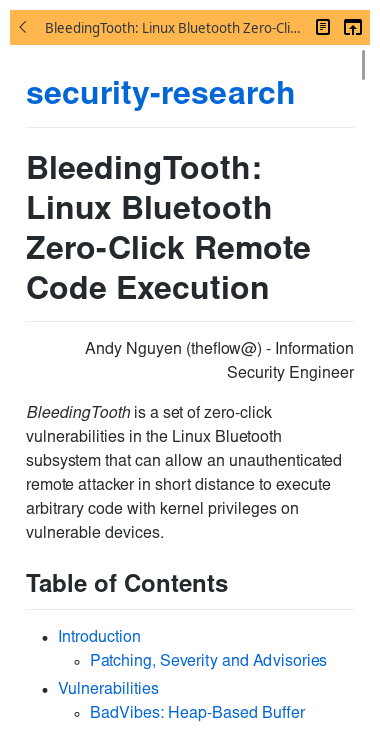 BleedingTooth: Linux Bluetooth Zero-Cli...
security-research
BleedingTooth:
Linux Bluetooth
Zero-Click Remote
Code Execution
Andy Nguyen (theflow@) - Information
Security Engineer
BleedingTooth is a set of zero-click
vulnerabilities in the Linux Bluetooth
subsystem that can allow an unauthenticated
remote attacker in short distance to execute
arbitrary code with kernel privileges on
vulnerable devices.
Table of Contents
• Introduction
◦ Patching, Severity and Advisories
• Vulnerabilities
◦ BadVibes: Heap-Based Buffer